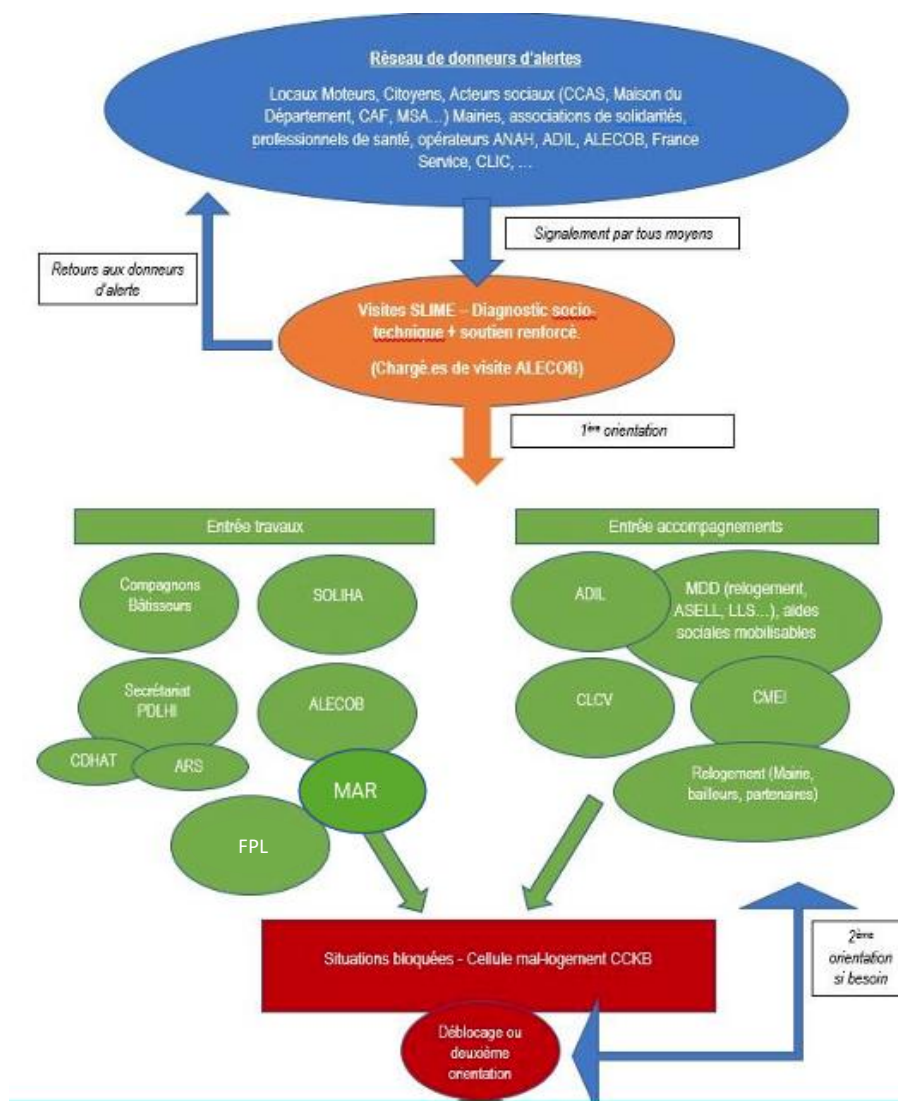 Réseau de donneurs d'alertes
Locaux Moteurs, Citoyens, Acteurs sociaux (CCAS, Maison du
Département, CAF, MSA…) Mairies, associations de solidarités,
professionnels de santé, opérateurs ANAH, ADIL, ALECOB, France
Service, CLIC, …
Signalement par tous moyens
Retours aux donneurs
d'alerte
Visites SLIME – Diagnostic socio-
technique + soutien renforcé.
(Chargé.es de visite ALECOB)
1ère orientation
Entrée travaux
Compagnons
Bâtisseurs
SOLIHA
Secrétariat
PDLHI
ALECOB
CDHAT
ARS
MAR
FPL
Entrée accompagnements
ADIL
MDD (relogement,
ASELL, LLS…), aides
sociales mobilisables
CLCV
CMEI
Relogement (Mairie,
bailleurs, partenaires)
Situations bloquées - Cellule mal-logement CCKB
2ème
orientation
si besoin
Déblocage ou
deuxième
orientation